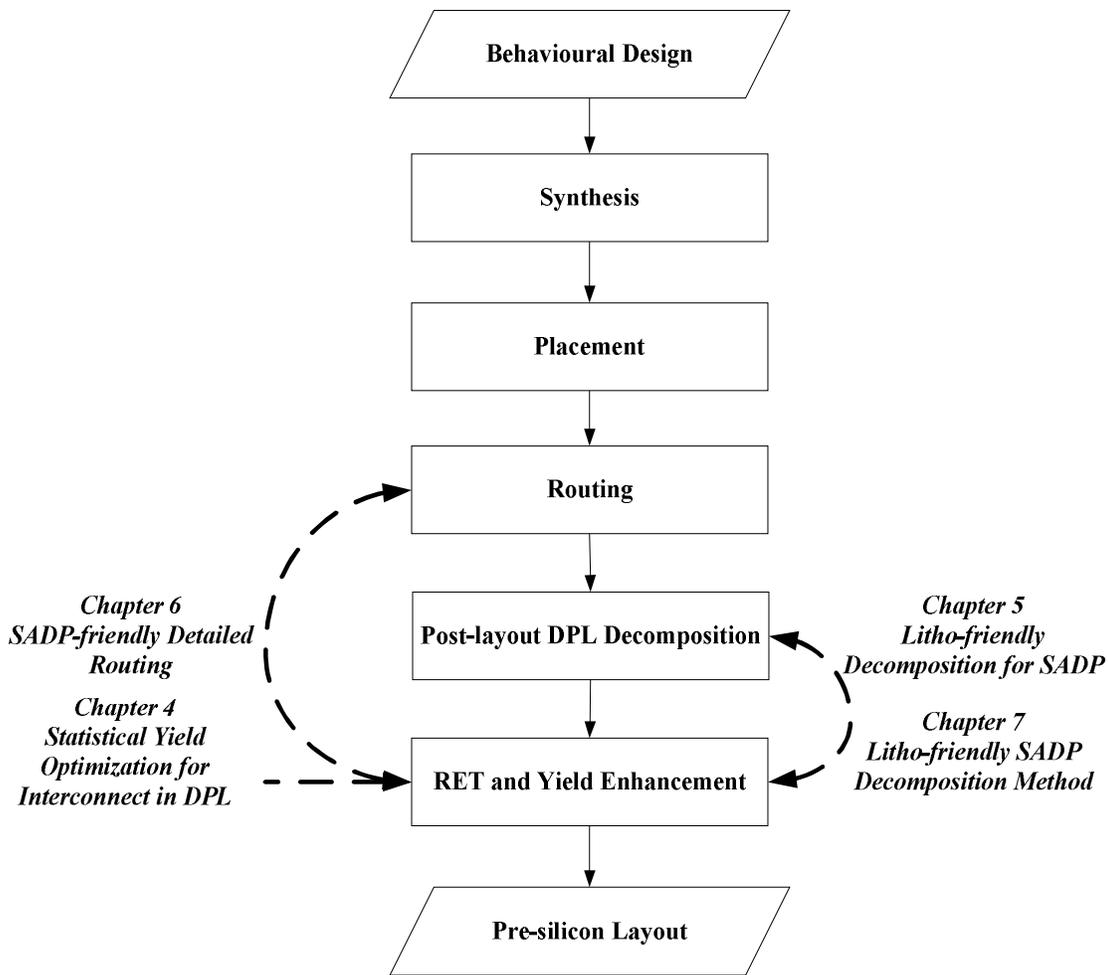 Behavioural Design
Synthesis
Placement
Routing
Chapter 6
SADP-friendly Detailed
Routing
Post-layout DPL Decomposition
Chapter 5
Litho-friendly
Decomposition for SADP
Chapter 4
Statistical Yield
Optimization for
Interconnect in DPL
RET and Yield Enhancement
Chapter 7
Litho-friendly SADP
Decomposition Method
Pre-silicon Layout